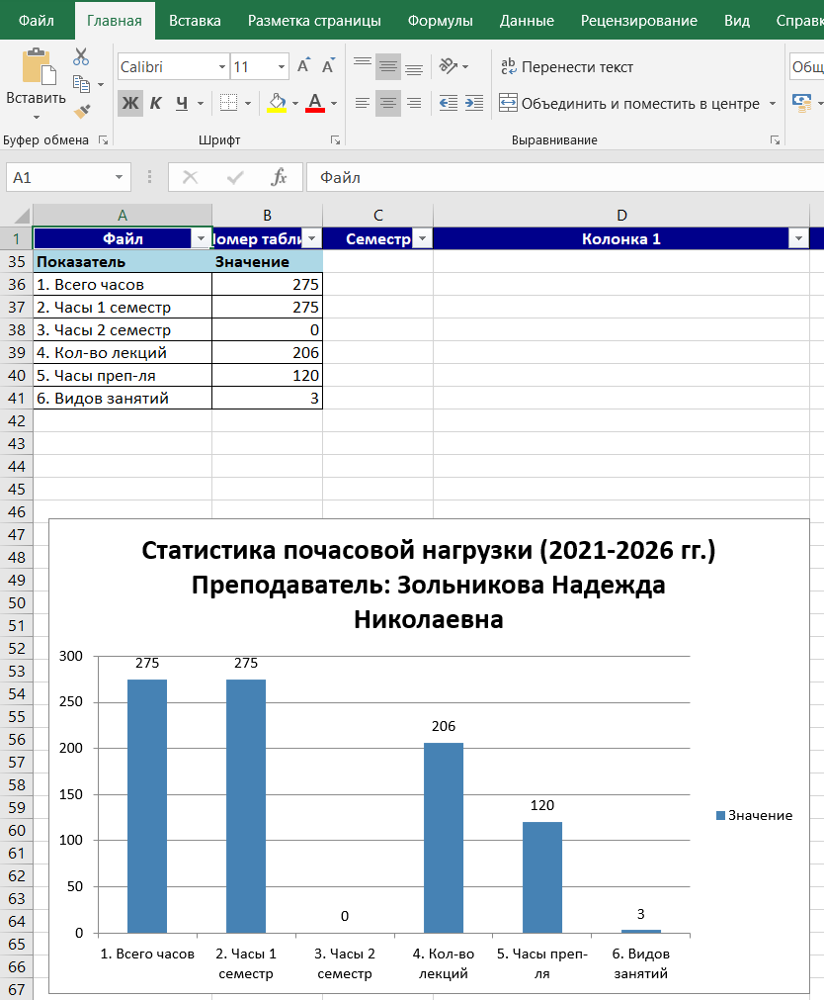 Файл Главная Вставка Разметка страницы Формулы Данные Рецензирование Вид Справк
Calibri 11 Перенести текст Общ
Вставить Ж К Ч Объединить и поместить в центре
Буфер обмена Шрифт Выравнивание
A1 fx Файл
A B C D
1 Файл Номер табли Семестр Колонка 1
35 Показатель Значение
36 1. Всего часов 275
37 2. Часы 1 семестр 275
38 3. Часы 2 семестр 0
39 4. Кол-во лекций 206
40 5. Часы преп-ля 120
41 6. Видов занятий 3
42
43
44
45
46
47
48
49
50
51
52
53
54
55
56
57
58
59
60
61
62
63
64
65
66
67
Статистика почасовой нагрузки (2021-2026 гг.)
Преподаватель: Зольникова Надежда
Николаевна
300
250
200
150
100
50
0
275 275 0 206 120 3
Значение
1. Всего часов 2. Часы 1 3. Часы 2 4. Кол-во 5. Часы преп- 6. Видов
семестр семестр лекций ля занятий